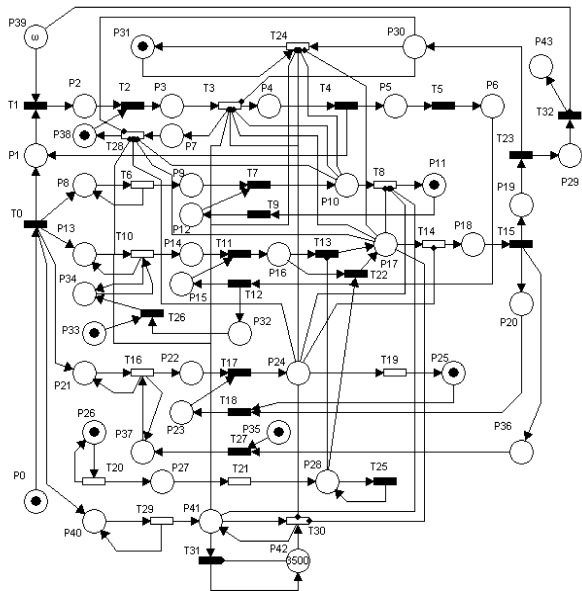 P39
ω
P31
T24
P30
P43
P2
T2
P3
T3
P4
T4
P5
T5
P6
T1
T32
P38
T28
P7
T23
P1
P29
P8
T6
P9
T7
P10
T8
P11
P12
T9
P19
T0
P13
T10
P14
T11
P16
T13
P17
T14
P18
T15
P34
P15
T12
T22
P20
T26
P33
P32
P21
T16
P22
T17
P24
T19
P25
P23
T18
P26
P37
P35
T27
P36
P0
T20
P27
T21
P28
T25
P40
T29
P41
T30
T31
P42
3500